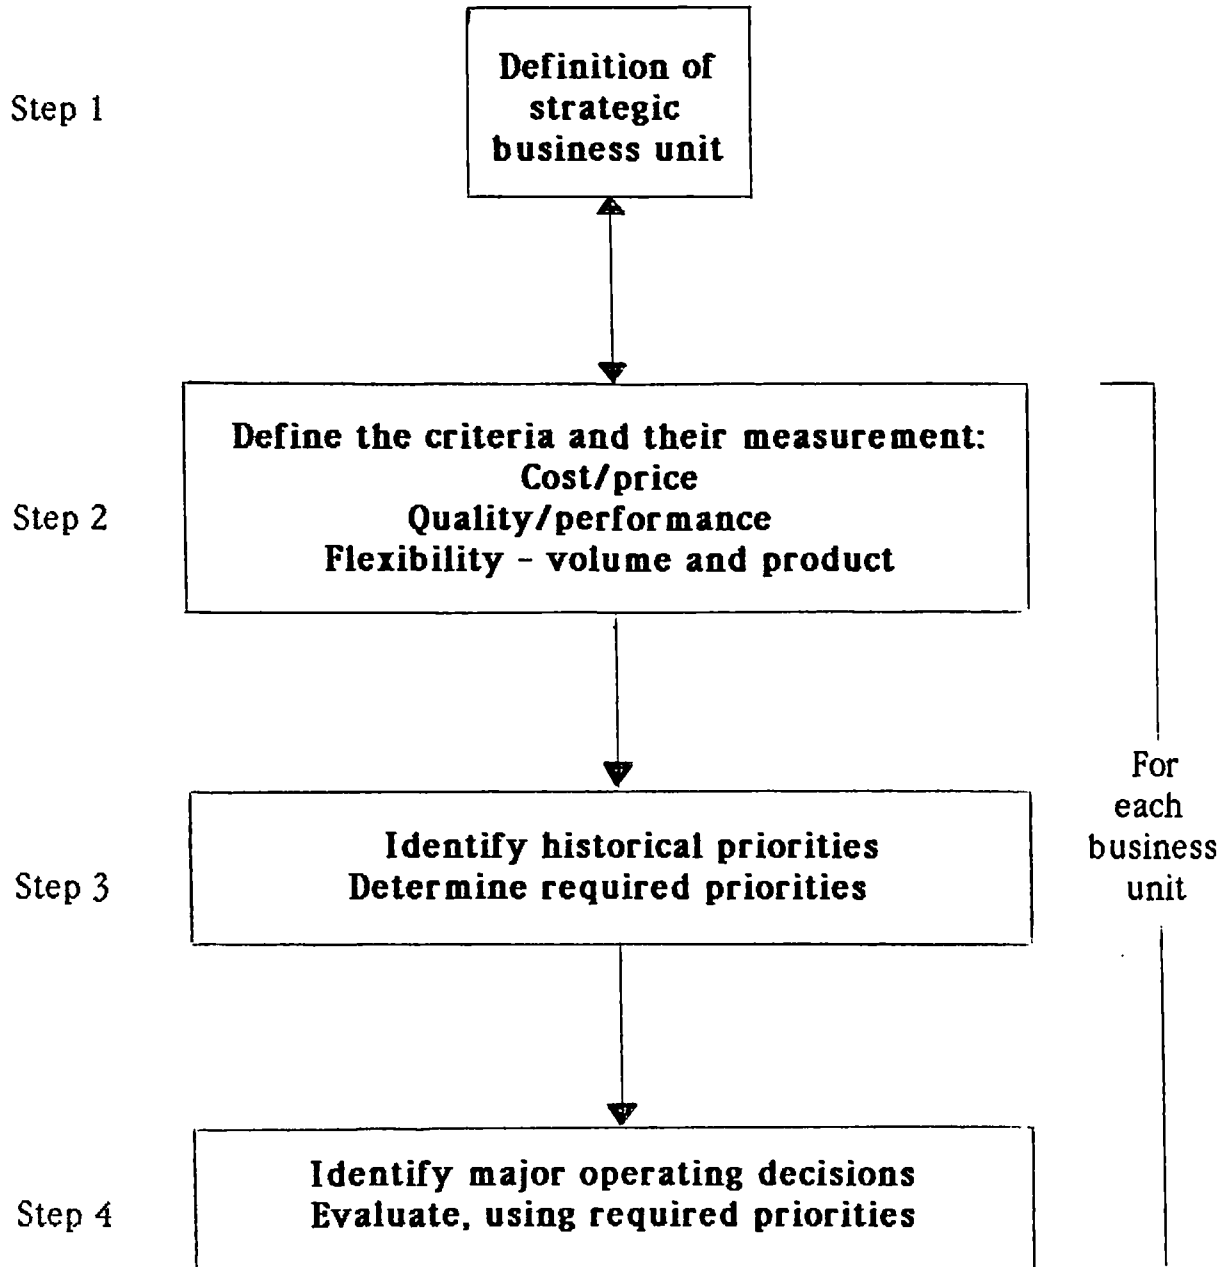 Step 1
Definition of
strategic
business unit
Step 2
Define the criteria and their measurement:
Cost/price
Quality/performance
Flexibility - volume and product
Step 3
Identify historical priorities
Determine required priorities
For
each
business
unit
Step 4
Identify major operating decisions
Evaluate, using required priorities